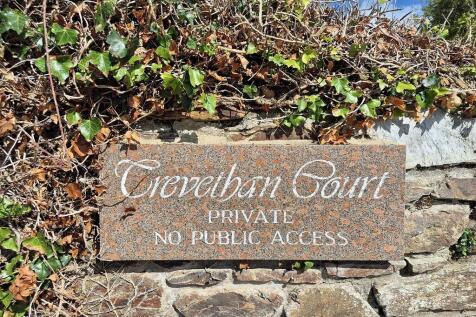 Trevethan Court
PRIVATE
NO PUBLIC ACCESS